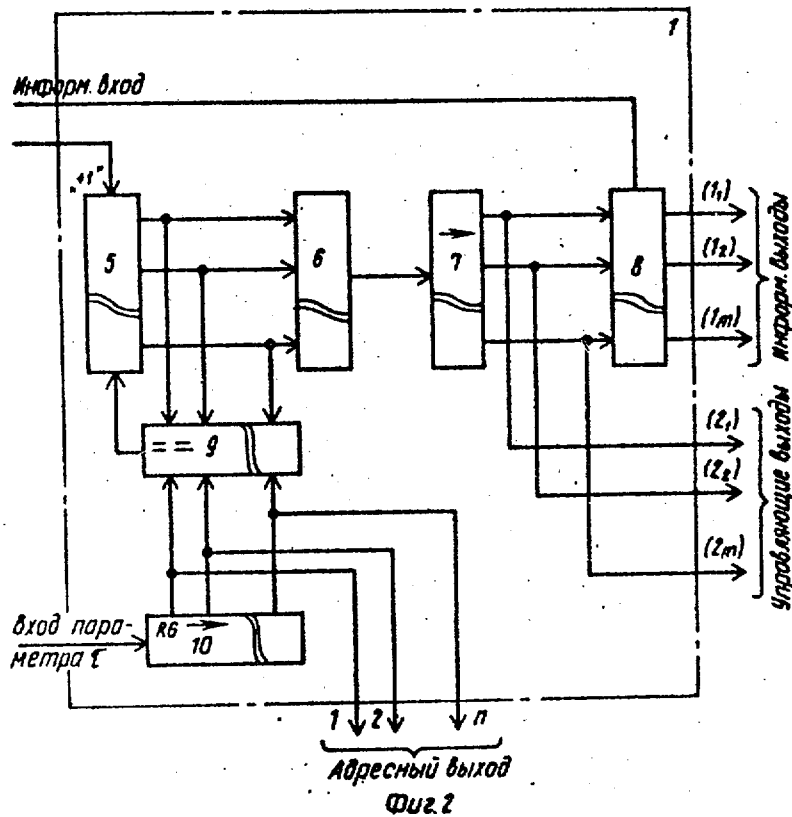 1
Информ. вход
„+1"
5
6
7
8
(1₁)
(1₂)
(1m)
Информ. выходы
== 9
(2₁)
(2₂)
(2m)
Управляющие выходы
RG
10
вход пара-
метра τ
1 2 n
Адресный выход
Фиг. 2